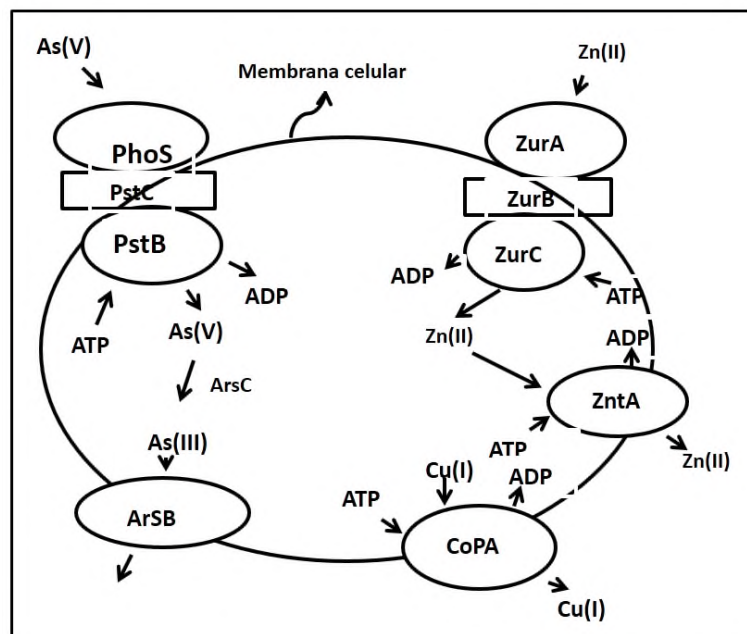 As(V)
Membrana celular
Zn(II)
PhoS
PstC
PstB
ADP
ATP
As(V)
ArsC
As(III)
ArSB
ZurA
ZurB
ZurC
ADP
ATP
Zn(II)
ADP
ZntA
ATP
Zn(II)
Cu(I)
ADP
ATP
CoPA
Cu(I)